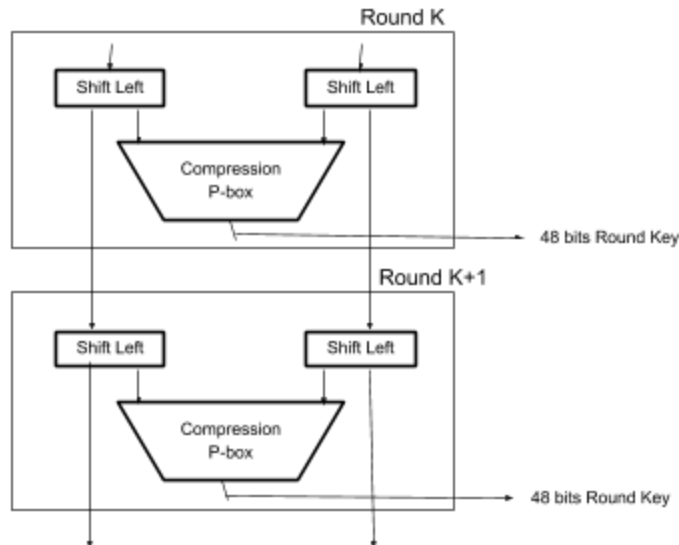 Round K
Shift Left
Shift Left
Compression
P-box
48 bits Round Key
Round K+1
Shift Left
Shift Left
Compression
P-box
48 bits Round Key